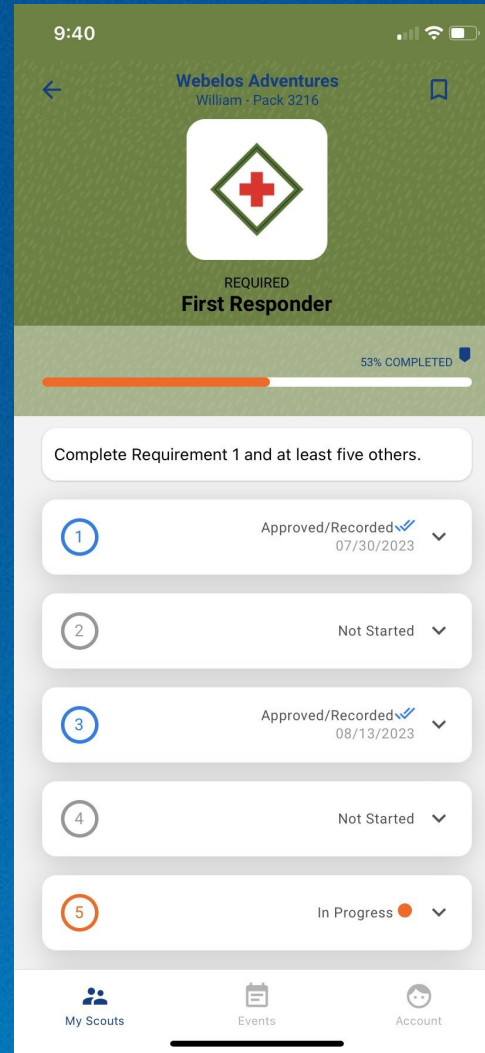 9:40
Webelos Adventures
William - Pack 3216
REQUIRED
First Responder
53% COMPLETED
Complete Requirement 1 and at least five others.
1
Approved/Recorded
07/30/2023
2
Not Started
3
Approved/Recorded
08/13/2023
4
Not Started
5
In Progress
My Scouts
Events
Account